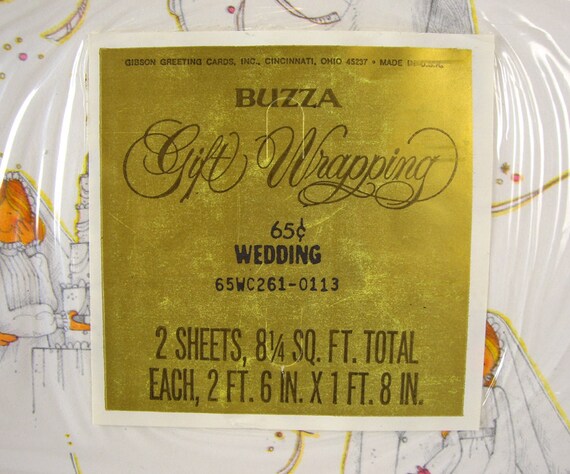 GIBSON GREETING CARDS, INC., CINCINNATI, OHIO 45237 • MADE IN U.S.A.
BUZZA
Gift Wrapping
65¢
WEDDING
65WC261-0113
2 SHEETS, 8¼ SQ. FT. TOTAL
EACH, 2 FT. 6 IN. X 1 FT. 8 IN.